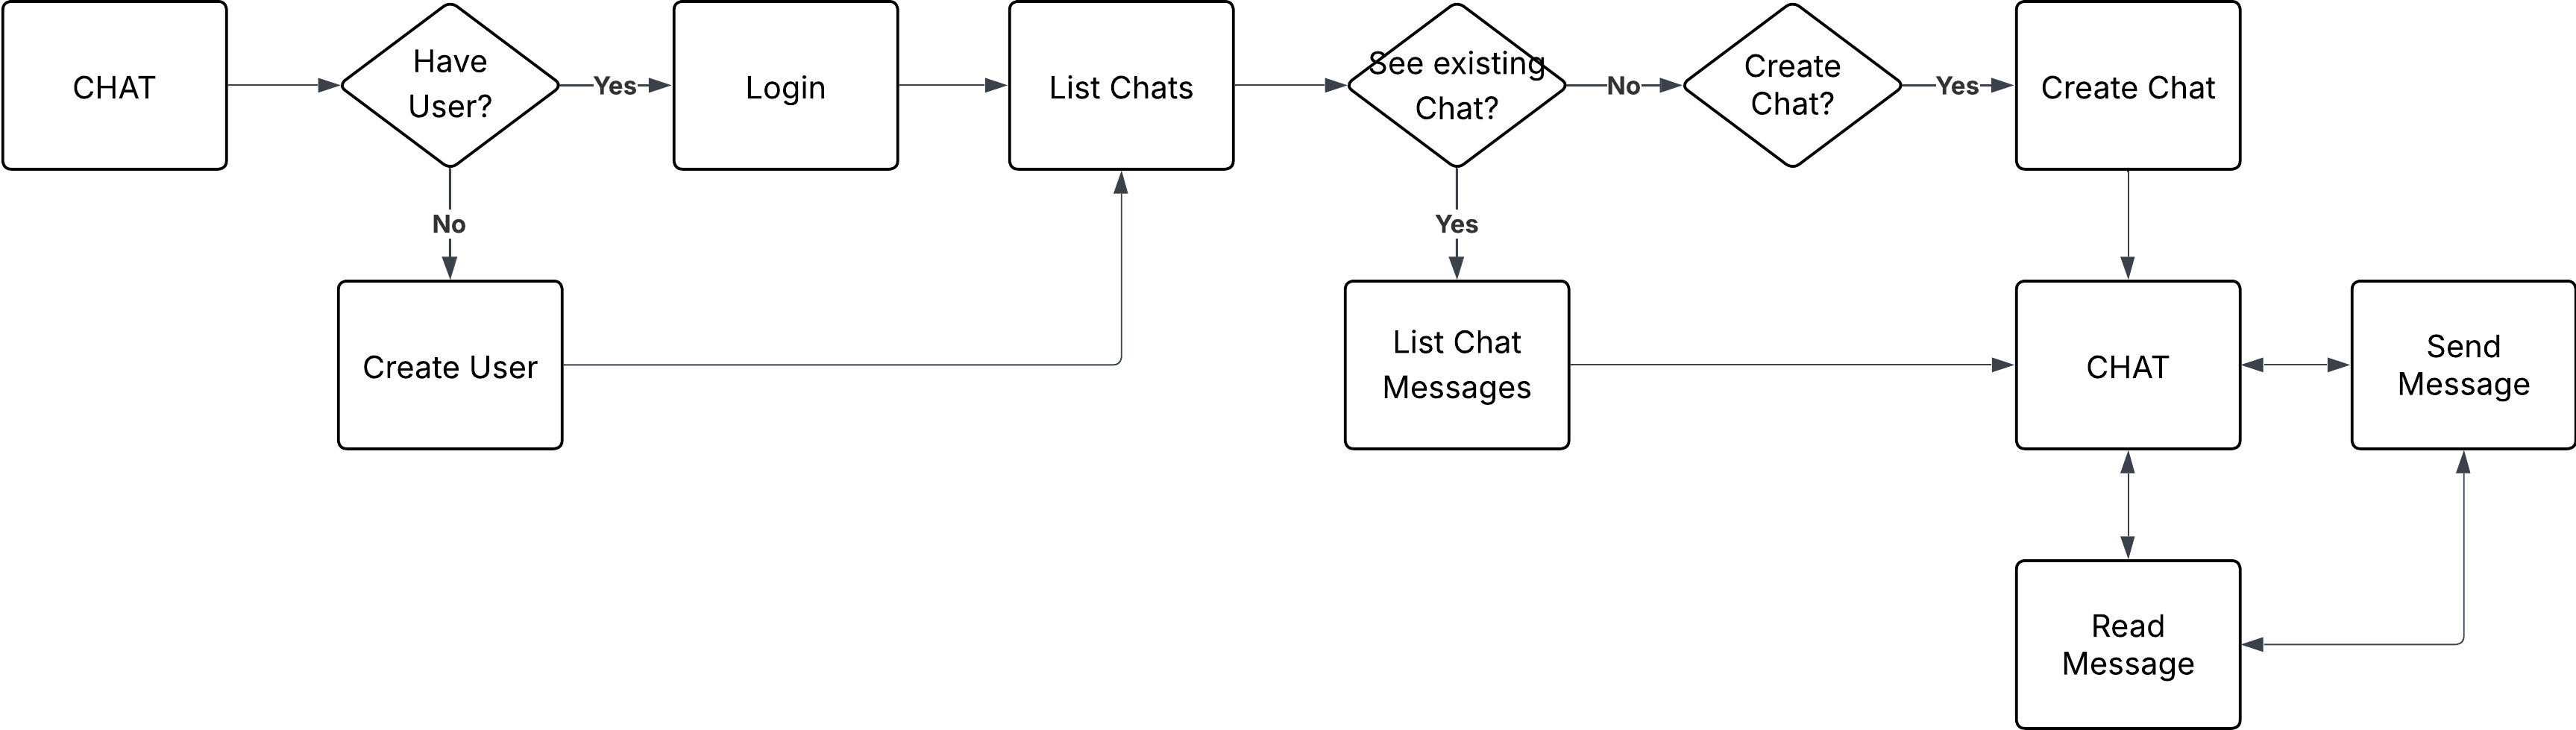 CHAT
Have
User?
Yes
Login
List Chats
See existing
Chat?
No
Create
Chat?
Yes
Create Chat
No
Yes
Create User
List Chat
Messages
CHAT
Send
Message
Read
Message